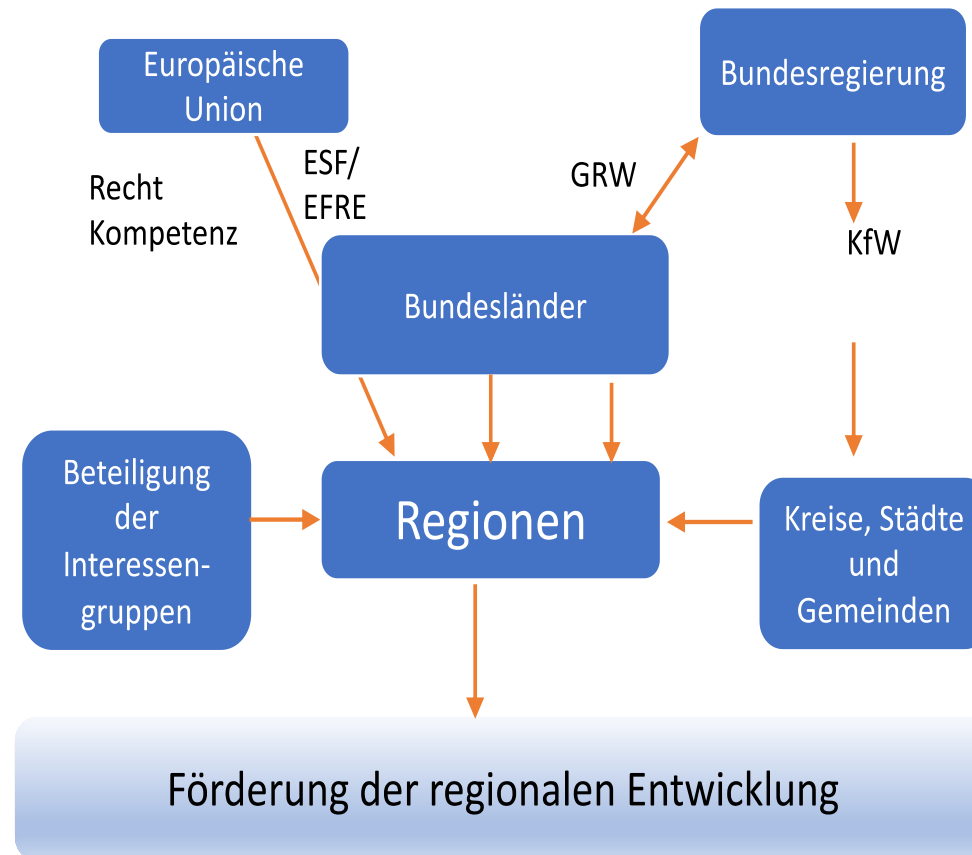 Europäische
Union
Bundesregierung
Recht
Kompetenz
ESF/
EFRE
GRW
KfW
Bundesländer
Beteiligung
der
Interessen-
gruppen
Regionen
Kreise, Städte
und
Gemeinden
Förderung der regionalen Entwicklung